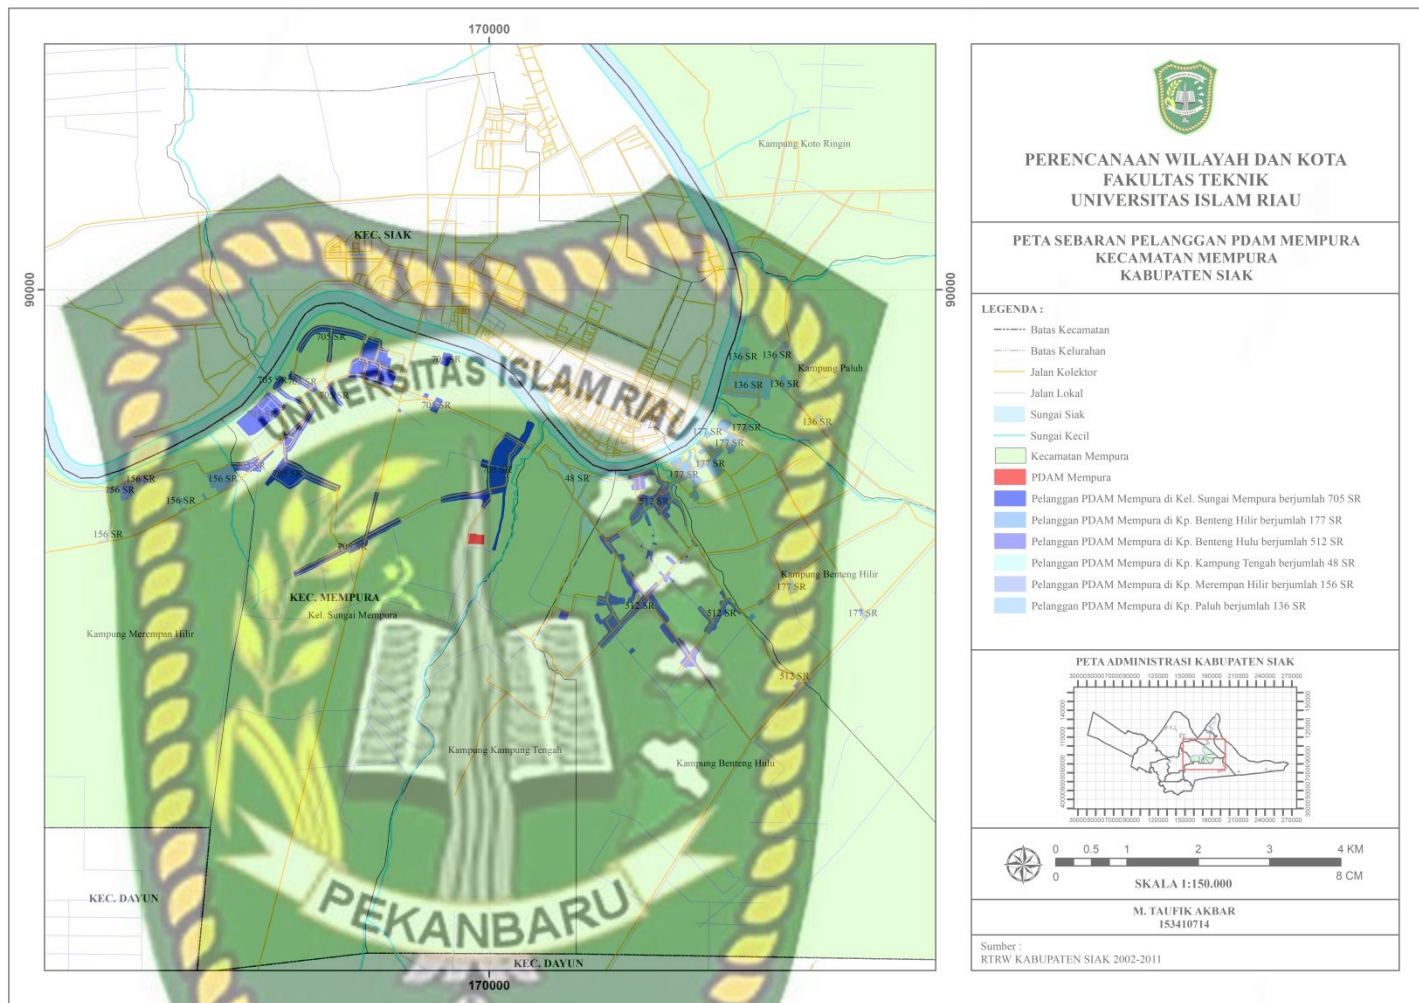 170000
90000
90000
170000
Kampung Koto Ringin
KEC. SIAK
705 SR
705 SR
705 SR
705 SR
136 SR
136 SR
Kampung Paluh
136 SR
136 SR
136 SR
UNIVERSITAS ISLAM RIAU
177 SR
177 SR
177 SR
177 SR
177 SR
156 SR
156 SR
156 SR
156 SR
156 SR
705 SR
48 SR
512 SR
705 SR
KEC. MEMPURA
Kel. Sungai Mempura
Kampung Merempan Hilir
Kampung Benteng Hilir
177 SR
177 SR
512 SR
512 SR
512 SR
Kampung Kampung Tengah
Kampung Benteng Hulu
KEC. DAYUN
PEKANBARU
KEC. DAYUN
PERENCANAAN WILAYAH DAN KOTA
FAKULTAS TEKNIK
UNIVERSITAS ISLAM RIAU
PETA SEBARAN PELANGGAN PDAM MEMPURA
KECAMATAN MEMPURA
KABUPATEN SIAK
LEGENDA :
Batas Kecamatan
Batas Kelurahan
Jalan Kolektor
Jalan Lokal
Sungai Siak
Sungai Kecil
Kecamatan Mempura
PDAM Mempura
Pelanggan PDAM Mempura di Kel. Sungai Mempura berjumlah 705 SR
Pelanggan PDAM Mempura di Kp. Benteng Hilir berjumlah 177 SR
Pelanggan PDAM Mempura di Kp. Benteng Hulu berjumlah 512 SR
Pelanggan PDAM Mempura di Kp. Kampung Tengah berjumlah 48 SR
Pelanggan PDAM Mempura di Kp. Merempan Hilir berjumlah 156 SR
Pelanggan PDAM Mempura di Kp. Paluh berjumlah 136 SR
PETA ADMINISTRASI KABUPATEN SIAK
0 0.5 1 2 3 4 KM
0 8 CM
SKALA 1:150.000
M. TAUFIK AKBAR
153410714
Sumber :
RTRW KABUPATEN SIAK 2002-2011